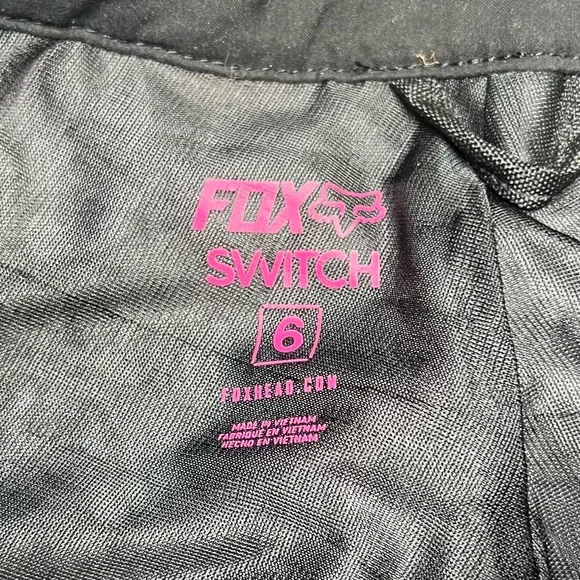 FOX
SWITCH
6
FOXHEAD.COM
MADE IN VIETNAM
FABRIQUE EN VIETNAM
HECHO EN VIETNAM